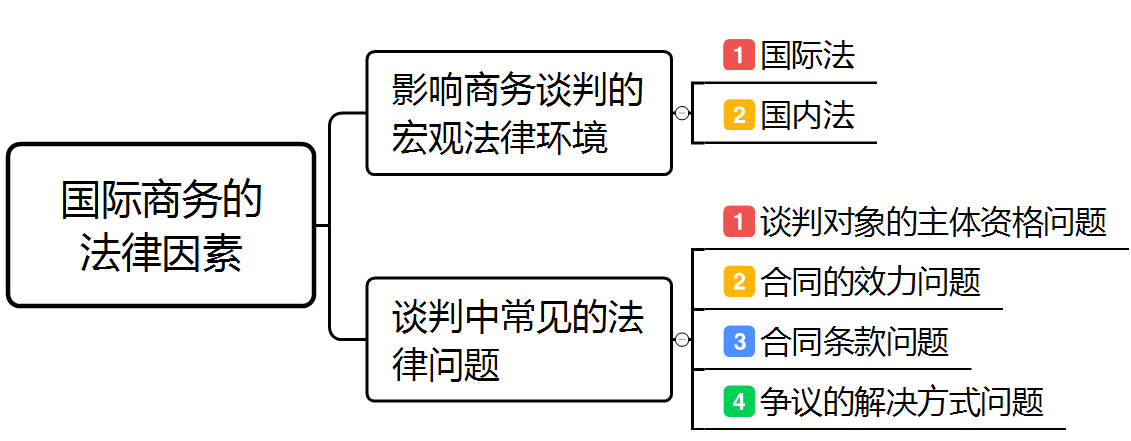 国际商务的
法律因素
影响商务谈判的
宏观法律环境
1 国际法
2 国内法
谈判中常见的法
律问题
1 谈判对象的主体资格问题
2 合同的效力问题
3 合同条款问题
4 争议的解决方式问题